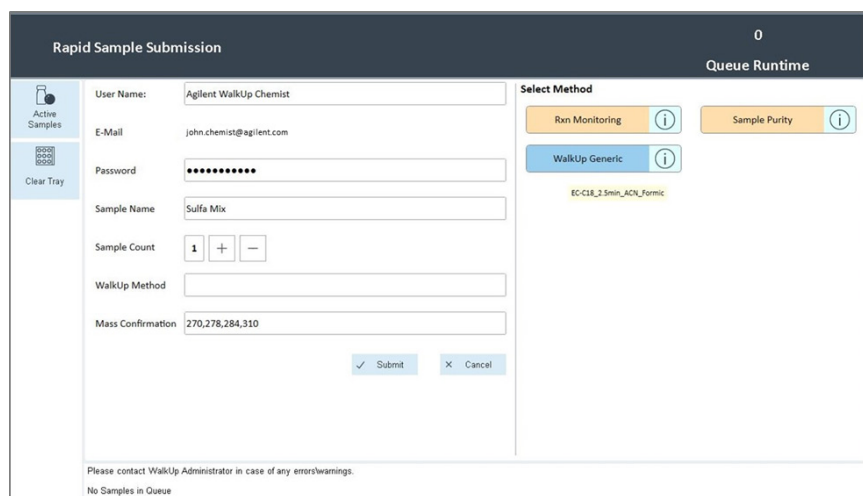 Rapid Sample Submission
0
Queue Runtime
Active
Samples
Clear Tray
User Name: Agilent WalkUp Chemist
E-Mail john.chemist@agilent.com
Password ●●●●●●●●●●●
Sample Name Sulfa Mix
Sample Count 1 + −
WalkUp Method
Mass Confirmation 270,278,284,310
✓ Submit ✕ Cancel
Select Method
Rxn Monitoring i Sample Purity i
WalkUp Generic i
EC-C18_2.5min_ACN_Formic
Please contact WalkUp Administrator in case of any errors\warnings.
No Samples in Queue